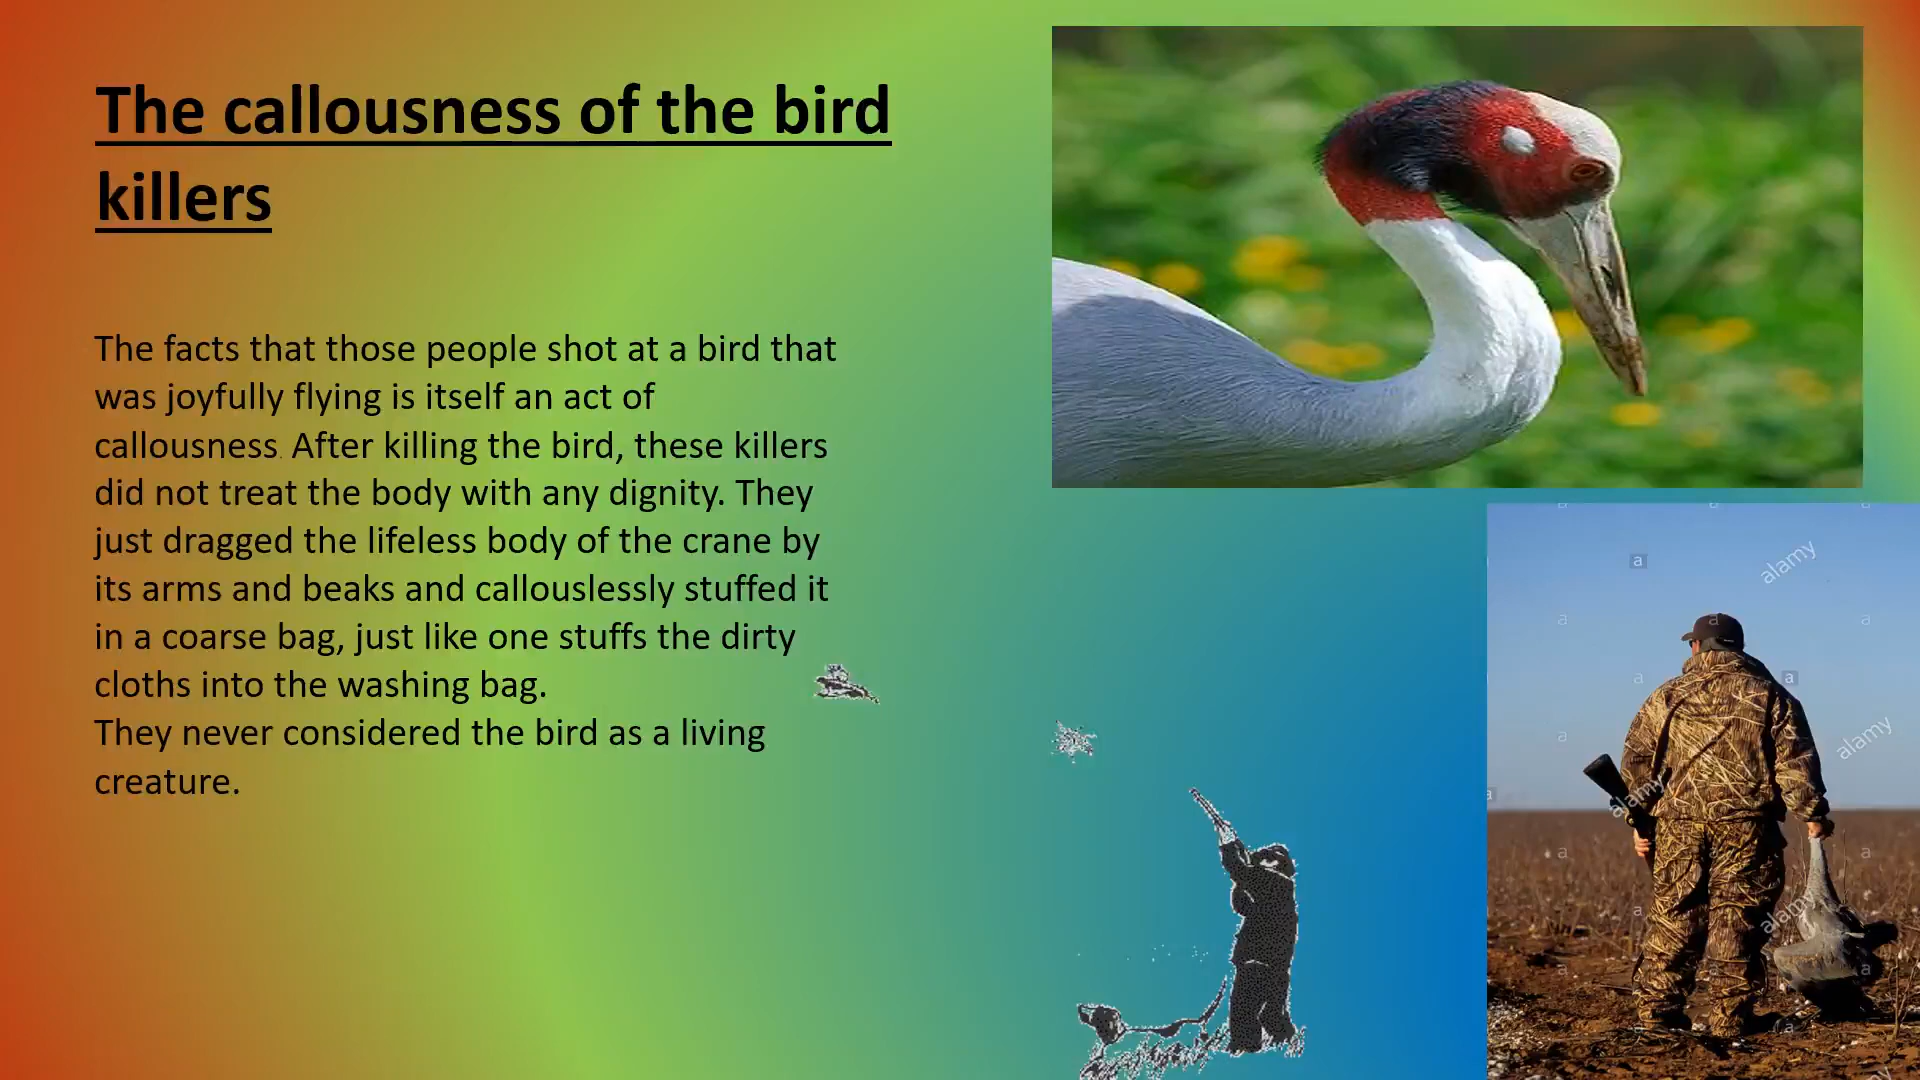 The callousness of the bird
killers
The facts that those people shot at a bird that
was joyfully flying is itself an act of
callousness. After killing the bird, these killers
did not treat the body with any dignity. They
just dragged the lifeless body of the crane by
its arms and beaks and callouslessly stuffed it
in a coarse bag, just like one stuffs the dirty
cloths into the washing bag.
They never considered the bird as a living
creature.
a
alamy
a
alamy
alamy
alamy